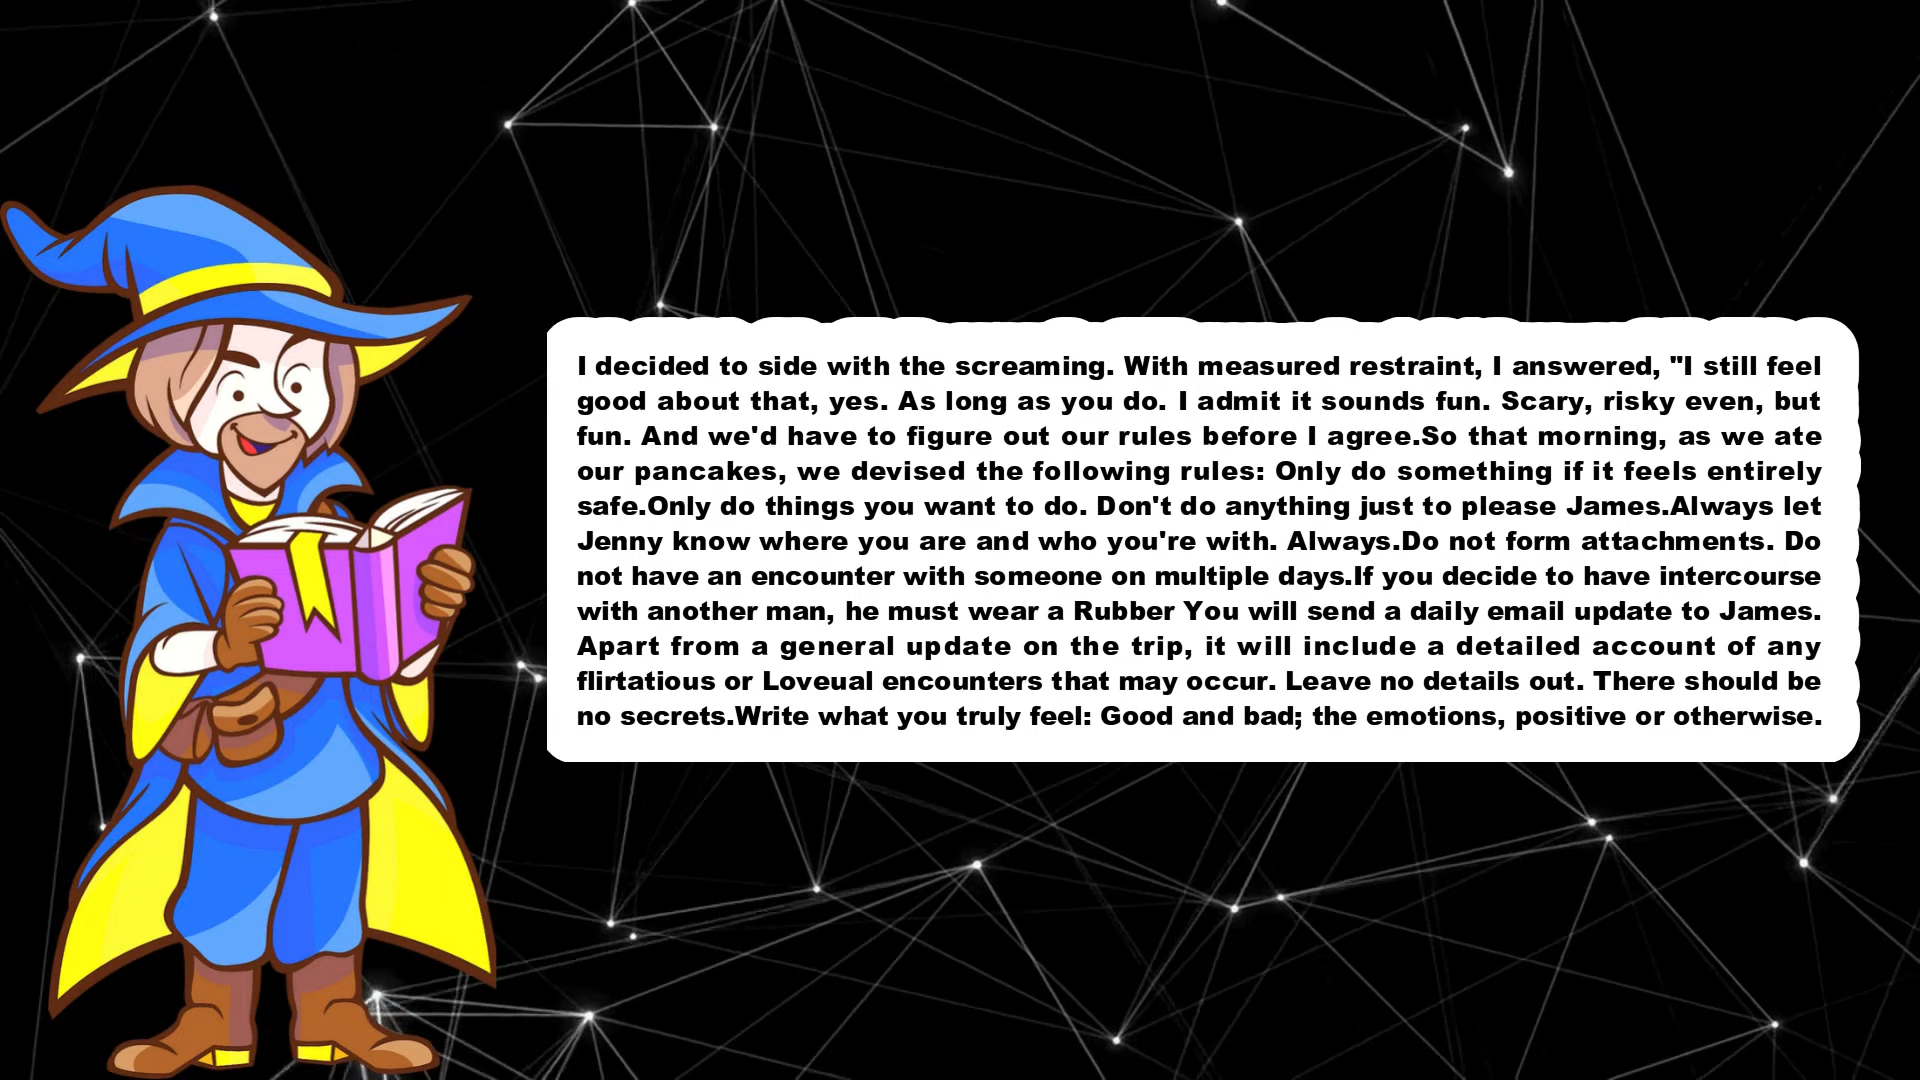 I decided to side with the screaming. With measured restraint, I answered, "I still feel
good about that, yes. As long as you do. I admit it sounds fun. Scary, risky even, but
fun. And we'd have to figure out our rules before I agree.So that morning, as we ate
our pancakes, we devised the following rules: Only do something if it feels entirely
safe.Only do things you want to do. Don't do anything just to please James.Always let
Jenny know where you are and who you're with. Always.Do not form attachments. Do
not have an encounter with someone on multiple days.If you decide to have intercourse
with another man, he must wear a Rubber You will send a daily email update to James.
Apart from a general update on the trip, it will include a detailed account of any
flirtatious or Loveual encounters that may occur. Leave no details out. There should be
no secrets.Write what you truly feel: Good and bad; the emotions, positive or otherwise.